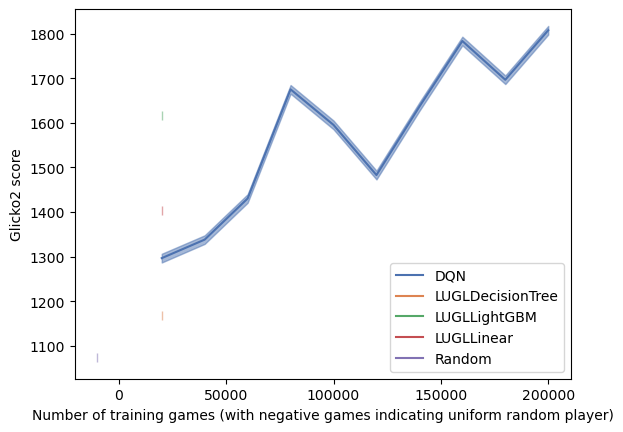 1800
1700
1600
1500
1400
1300
1200
1100
Glicko2 score
DQN
LUGLDecisionTree
LUGLLightGBM
LUGLLinear
Random
0
50000
100000
150000
200000
Number of training games (with negative games indicating uniform random player)